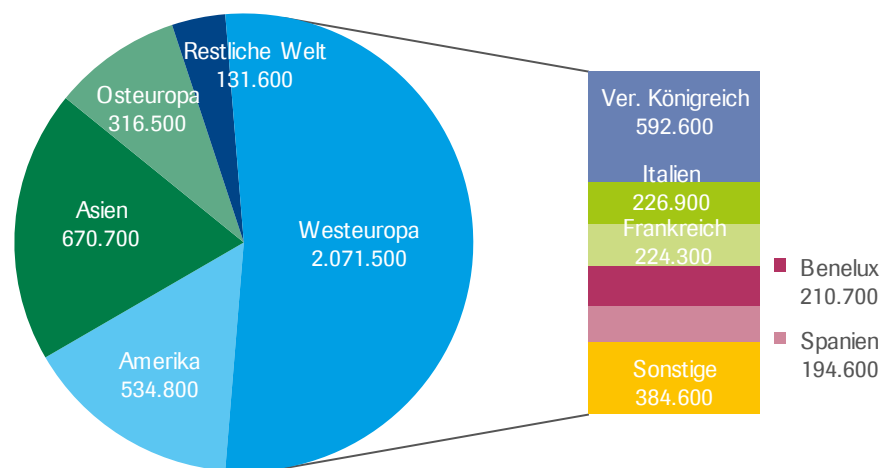 Restliche Welt
131.600
Osteuropa
316.500
Asien
670.700
Westeuropa
2.071.500
Amerika
534.800
Ver. Königreich
592.600
Italien
226.900
Frankreich
224.300
Benelux
210.700
Spanien
194.600
Sonstige
384.600